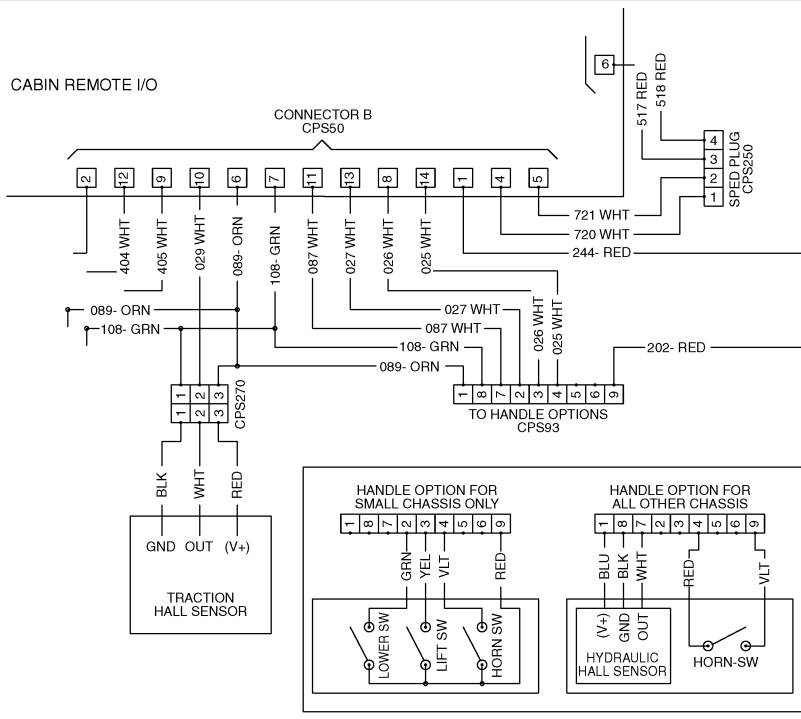 CABIN REMOTE I/O
CONNECTOR B
CPS50
6
517 RED
518 RED
4
3
2
1
SPED PLUG
CPS250
2
12
9
10
6
7
11
13
8
14
1
4
5
721 WHT
720 WHT
244- RED
404 WHT
405 WHT
029 WHT
089- ORN
108- GRN
087 WHT
027 WHT
026 WHT
025 WHT
089- ORN
108- GRN
027 WHT
087 WHT
108- GRN
089- ORN
026 WHT
025 WHT
202- RED
1 2 3
1 2 3
CPS270
1 8 7 2 3 4 5 6 9
TO HANDLE OPTIONS
CPS93
BLK
WHT
RED
GND OUT (V+)
TRACTION
HALL SENSOR
HANDLE OPTION FOR
SMALL CHASSIS ONLY
1 8 7 2 3 4 5 6 9
GRN
YEL
VLT
RED
LOWER SW
LIFT SW
HORN SW
HANDLE OPTION FOR
ALL OTHER CHASSIS
1 8 7 2 3 4 5 6 9
BLU
BLK
WHT
RED
VLT
(V+)
GND
OUT
HYDRAULIC
HALL SENSOR
HORN-SW